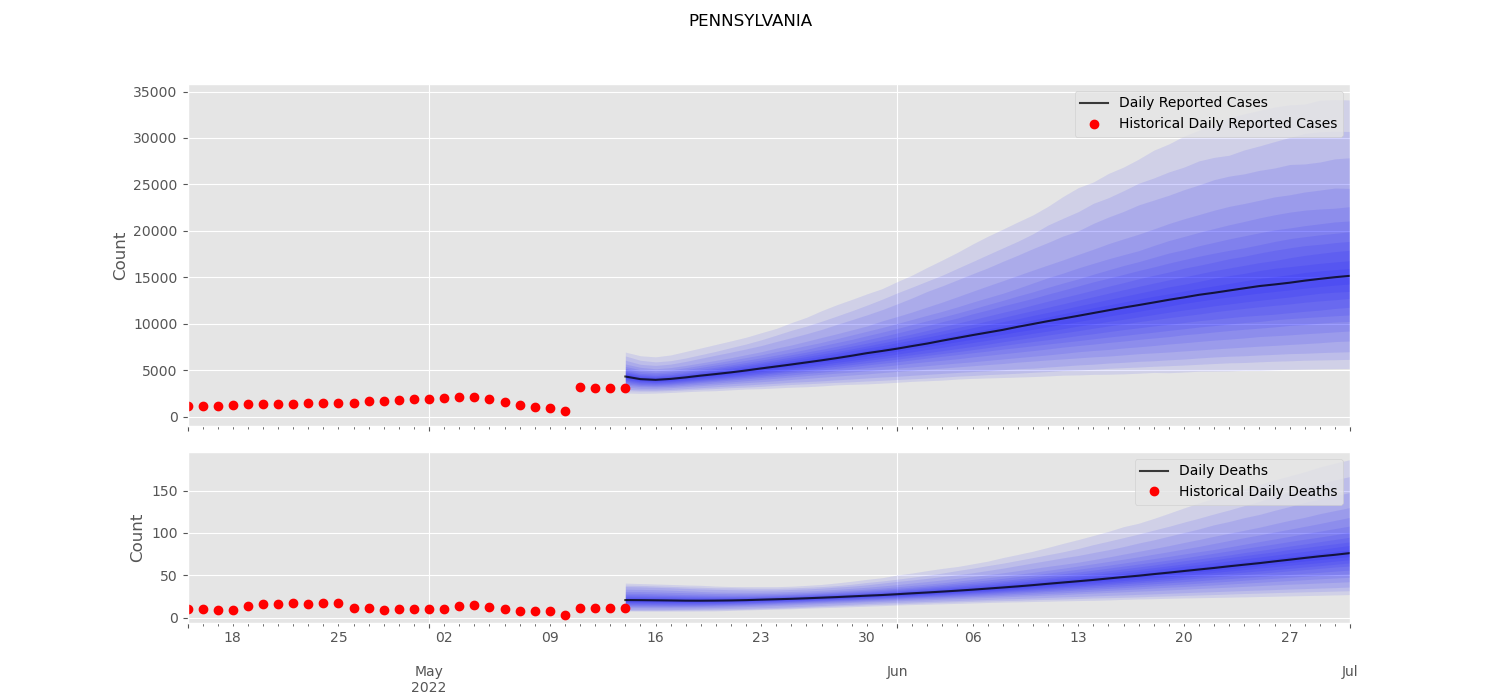 PENNSYLVANIA
35000
30000
25000
20000
15000
10000
5000
0
Count
Daily Reported Cases
Historical Daily Reported Cases
150
100
50
0
Count
Daily Deaths
Historical Daily Deaths
18 25 02 09 16 23 30 06 13 20 27
May Jun Jul
2022